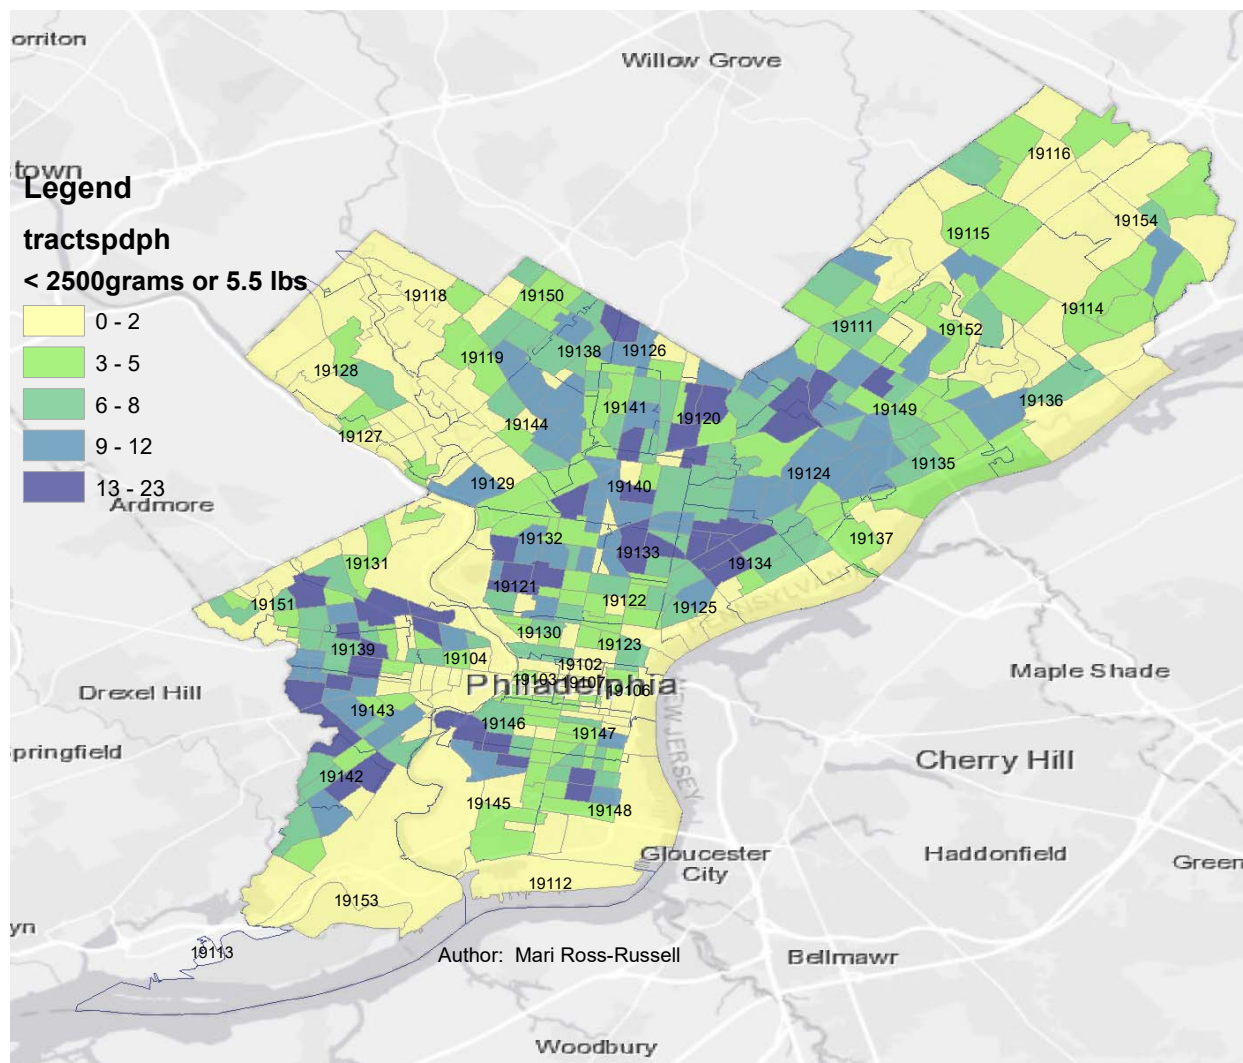 orriton
Willow Grove
town
Legend
tractspdph
< 2500grams or 5.5 lbs
0 - 2
3 - 5
6 - 8
9 - 12
13 - 23
Ardmore
19116
19154
19115
19114
19118
19150
19111
19152
19138
19126
19119
19128
19136
19141
19120
19149
19144
19127
19135
19124
19129
19140
19137
19132
19133
19134
19131
19121
19122
19125
PENNSYLVANIA
19151
19130
19123
19139
19104
19102
19103
19107
Philadelphia
19106
NEW JERSEY
Maple Shade
Drexel Hill
19143
19146
19147
pringfield
Cherry Hill
19142
19145
19148
Gloucester
City
Haddonfield
Green
19112
19153
yn
19113
Author:  Mari Ross-Russell
Bellmawr
Woodbury